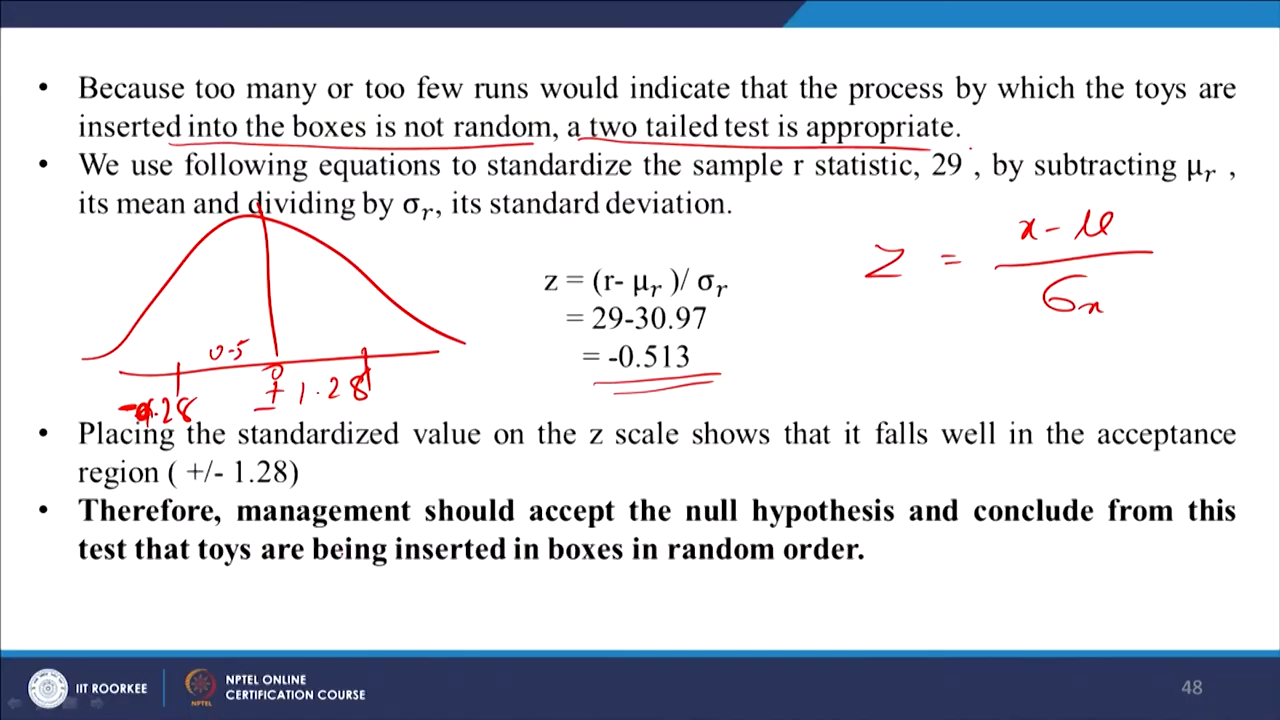 • Because too many or too few runs would indicate that the process by which the toys are
inserted into the boxes is not random, a two tailed test is appropriate.
• We use following equations to standardize the sample r statistic, 29 , by subtracting μᵣ ,
its mean and dividing by σᵣ, its standard deviation.
z = (r- μᵣ )/ σᵣ
= 29-30.97
= -0.513
Z = x - μ
σx
0.5
0
± 1.28
.28
• Placing the standardized value on the z scale shows that it falls well in the acceptance
region ( +/- 1.28)
• Therefore, management should accept the null hypothesis and conclude from this
test that toys are being inserted in boxes in random order.
IIT ROORKEE
NPTEL
NPTEL ONLINE
CERTIFICATION COURSE
48